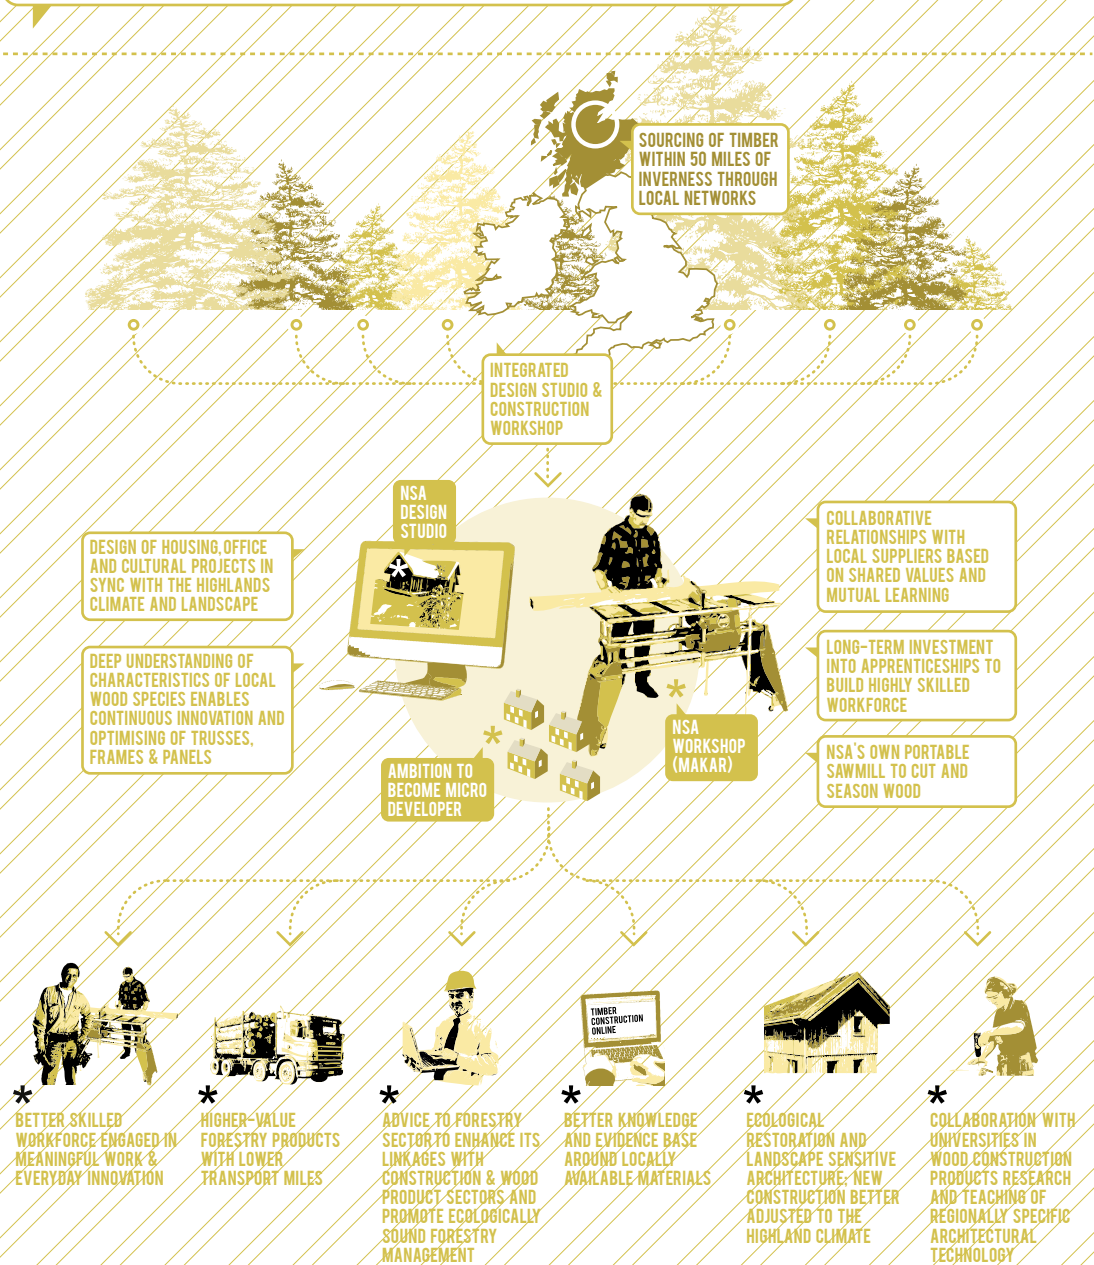 SOURCING OF TIMBER
WITHIN 50 MILES OF
INVERNESS THROUGH
LOCAL NETWORKS
INTEGRATED
DESIGN STUDIO &
CONSTRUCTION
WORKSHOP
NSA
DESIGN
STUDIO
DESIGN OF HOUSING, OFFICE
AND CULTURAL PROJECTS IN
SYNC WITH THE HIGHLANDS
CLIMATE AND LANDSCAPE
DEEP UNDERSTANDING OF
CHARACTERISTICS OF LOCAL
WOOD SPECIES ENABLES
CONTINUOUS INNOVATION AND
OPTIMISING OF TRUSSES,
FRAMES & PANELS
COLLABORATIVE
RELATIONSHIPS WITH
LOCAL SUPPLIERS BASED
ON SHARED VALUES AND
MUTUAL LEARNING
LONG-TERM INVESTMENT
INTO APPRENTICESHIPS TO
BUILD HIGHLY SKILLED
WORKFORCE
NSA'S OWN PORTABLE
SAWMILL TO CUT AND
SEASON WOOD
NSA
WORKSHOP
(MAKAR)
AMBITION TO
BECOME MICRO
DEVELOPER
TIMBER
CONSTRUCTION
ONLINE
* BETTER SKILLED
WORKFORCE ENGAGED IN
MEANINGFUL WORK &
EVERYDAY INNOVATION
* HIGHER-VALUE
FORESTRY PRODUCTS
WITH LOWER
TRANSPORT MILES
* ADVICE TO FORESTRY
SECTOR TO ENHANCE ITS
LINKAGES WITH
CONSTRUCTION & WOOD
PRODUCT SECTORS AND
PROMOTE ECOLOGICALLY
SOUND FORESTRY
MANAGEMENT
* BETTER KNOWLEDGE
AND EVIDENCE BASE
AROUND LOCALLY
AVAILABLE MATERIALS
* ECOLOGICAL
RESTORATION AND
LANDSCAPE SENSITIVE
ARCHITECTURE; NEW
CONSTRUCTION BETTER
ADJUSTED TO THE
HIGHLAND CLIMATE
* COLLABORATION WITH
UNIVERSITIES IN
WOOD CONSTRUCTION
PRODUCTS RESEARCH
AND TEACHING OF
REGIONALLY SPECIFIC
ARCHITECTURAL
TECHNOLOGY